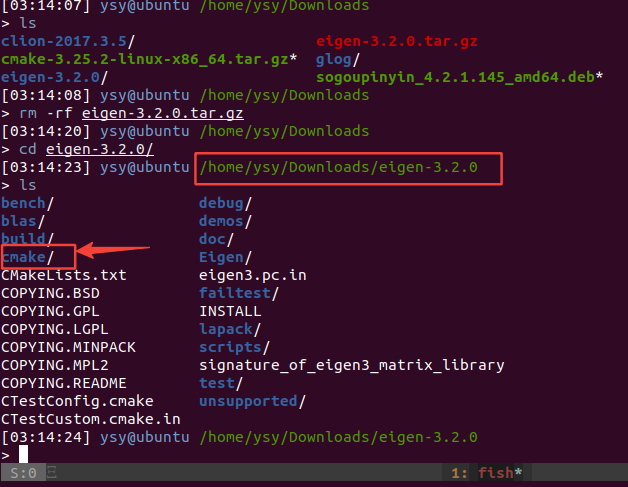 [03:14:07] ysy@ubuntu /home/ysy/Downloads
> ls
clion-2017.3.5/ eigen-3.2.0.tar.gz
cmake-3.25.2-linux-x86_64.tar.gz* glog/
eigen-3.2.0/ sogoupinyin_4.2.1.145_amd64.deb*
[03:14:08] ysy@ubuntu /home/ysy/Downloads
> rm -rf eigen-3.2.0.tar.gz
[03:14:20] ysy@ubuntu /home/ysy/Downloads
> cd eigen-3.2.0/
[03:14:23] ysy@ubuntu /home/ysy/Downloads/eigen-3.2.0
> ls
bench/ debug/
blas/ demos/
build/ doc/
cmake/ Eigen/
CMakeLists.txt eigen3.pc.in
COPYING.BSD failtest/
COPYING.GPL INSTALL
COPYING.LGPL lapack/
COPYING.MINPACK scripts/
COPYING.MPL2 signature_of_eigen3_matrix_library
COPYING.README test/
CTestConfig.cmake unsupported/
CTestCustom.cmake.in
[03:14:24] ysy@ubuntu /home/ysy/Downloads/eigen-3.2.0
>
S:0 1: fish*